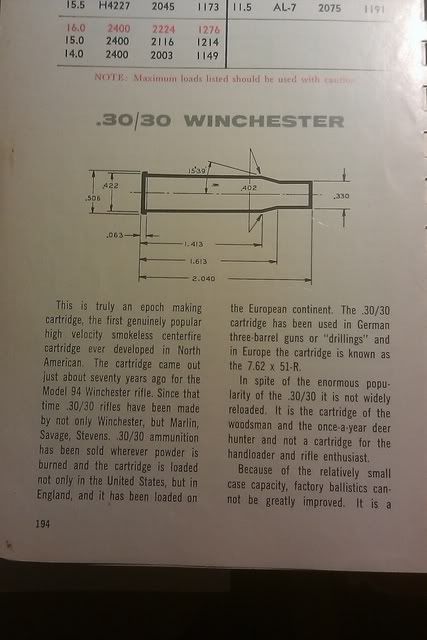 15.5 H4227 2045 1173 11.5 AL-7 2075 1191
16.0 2400 2224 1276
15.0 2400 2116 1214
14.0 2400 2003 1149
NOTE: Maximum loads listed should be used with caution
.30/30 WINCHESTER
15°39'
.506
.422
.402
.330
.063
1.413
1.613
2.040
This is truly an epoch making
cartridge, the first genuinely popular
high velocity smokeless centerfire
cartridge ever developed in North
American. The cartridge came out
just about seventy years ago for the
Model 94 Winchester rifle. Since that
time .30/30 rifles have been made
by not only Winchester, but Marlin,
Savage, Stevens. .30/30 ammunition
has been sold wherever powder is
burned and the cartridge is loaded
not only in the United States, but in
England, and it has been loaded on
the European continent. The .30/30
cartridge has been used in German
three-barrel guns or "drillings" and
in Europe the cartridge is known as
the 7.62 x 51-R.
In spite of the enormous popu-
larity of the .30/30 it is not widely
reloaded. It is the cartridge of the
woodsman and the once-a-year deer
hunter and not a cartridge for the
handloader and rifle enthusiast.
Because of the relatively small
case capacity, factory ballistics can-
not be greatly improved. It is a
194